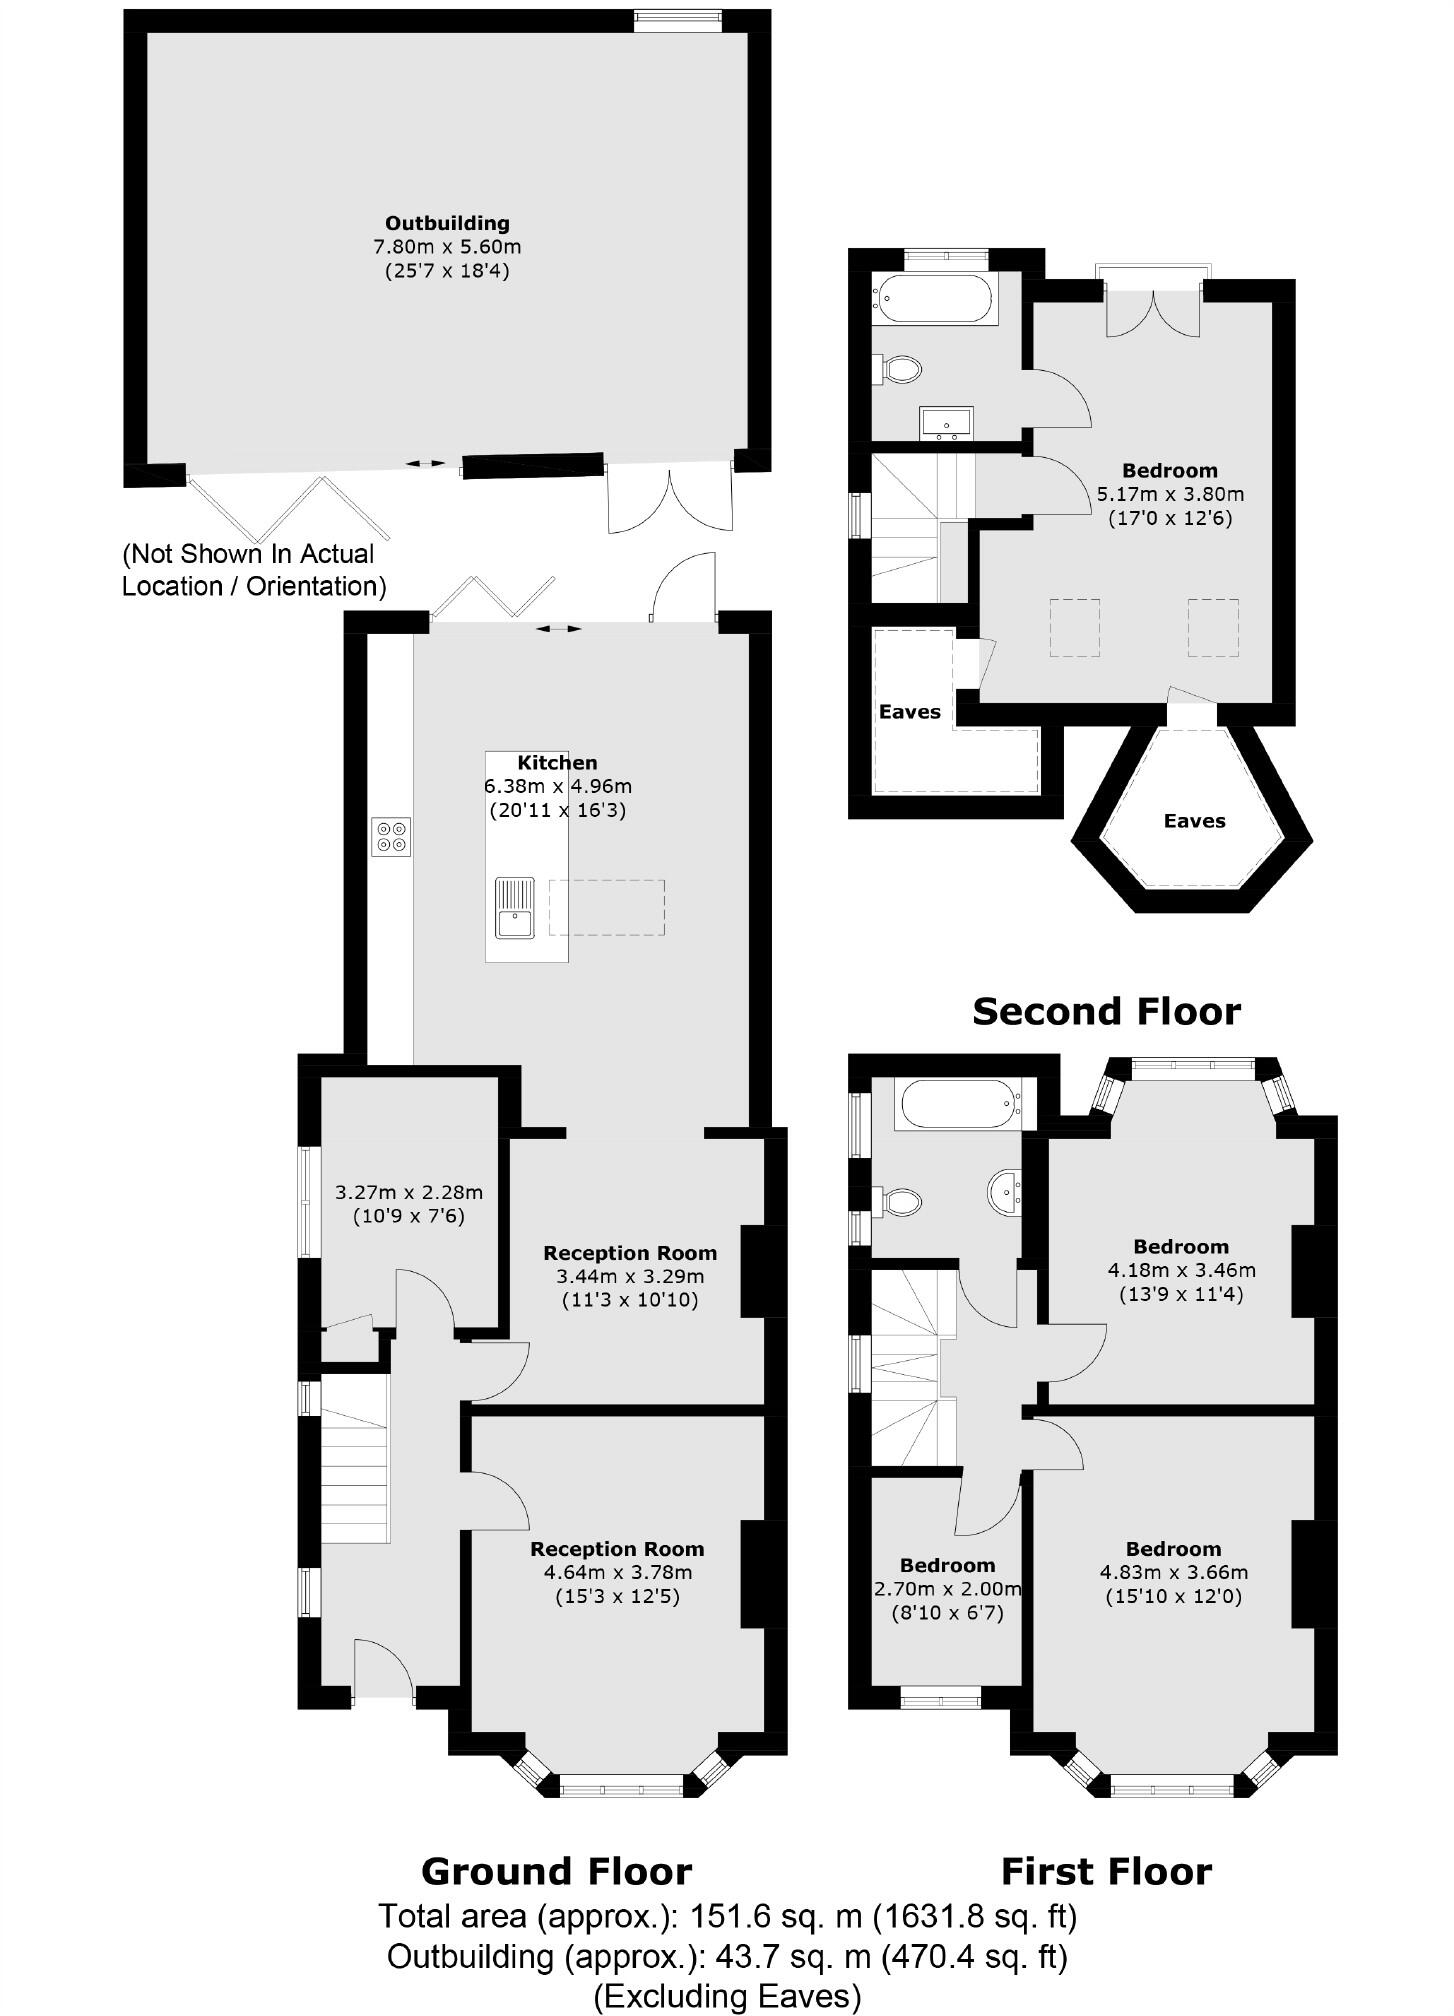 Outbuilding
7.80m x 5.60m
(25'7 x 18'4)
(Not Shown In Actual
Location / Orientation)
Kitchen
6.38m x 4.96m
(20'11 x 16'3)
3.27m x 2.28m
(10'9 x 7'6)
Reception Room
3.44m x 3.29m
(11'3 x 10'10)
Reception Room
4.64m x 3.78m
(15'3 x 12'5)
Ground Floor
Bedroom
5.17m x 3.80m
(17'0 x 12'6)
Eaves
Eaves
Second Floor
Bedroom
4.18m x 3.46m
(13'9 x 11'4)
Bedroom
2.70m x 2.00m
(8'10 x 6'7)
Bedroom
4.83m x 3.66m
(15'10 x 12'0)
First Floor
Total area (approx.): 151.6 sq. m (1631.8 sq. ft)
Outbuilding (approx.): 43.7 sq. m (470.4 sq. ft)
(Excluding Eaves)